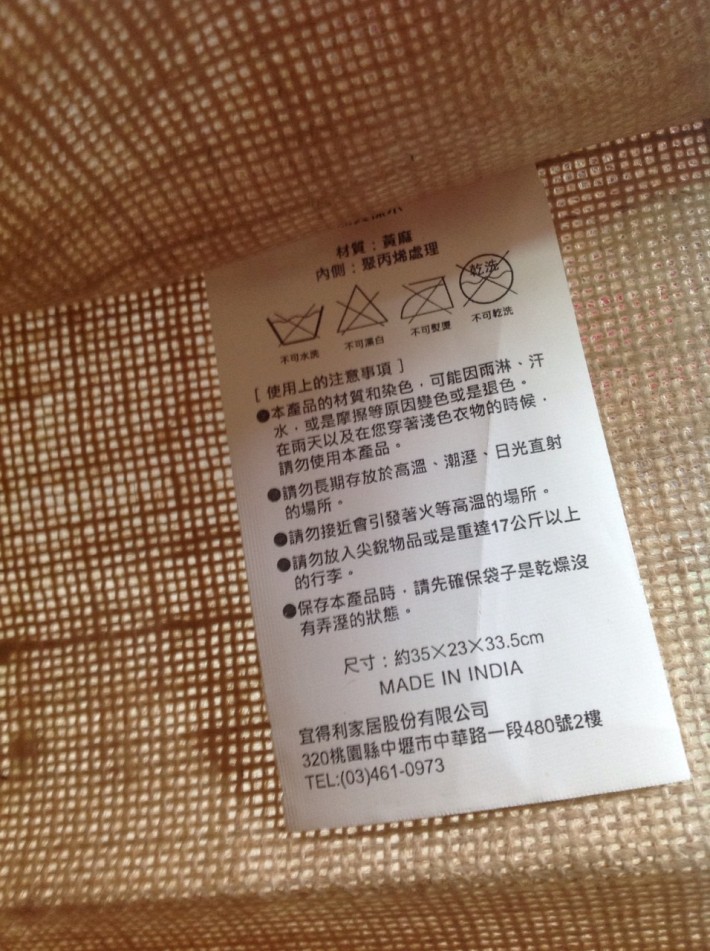 材質：黃麻
內側：聚丙烯處理
乾洗
不可水洗 不可漂白 不可熨燙 不可乾洗
[ 使用上的注意事項 ]
●本產品的材質和染色，可能因雨淋、汗
水，或是摩擦等原因變色或是退色。
在雨天以及在您穿著淺色衣物的時候，
請勿使用本產品。
●請勿長期存放於高溫、潮溼、日光直射
的場所。
●請勿接近會引發著火等高溫的場所。
●請勿放入尖銳物品或是重達17公斤以上
的行李。
●保存本產品時，請先確保袋子是乾燥沒
有弄溼的狀態。
尺寸：約35×23×33.5cm
MADE IN INDIA
宜得利家居股份有限公司
320桃園縣中壢市中華路一段480號2樓
TEL:(03)461-0973